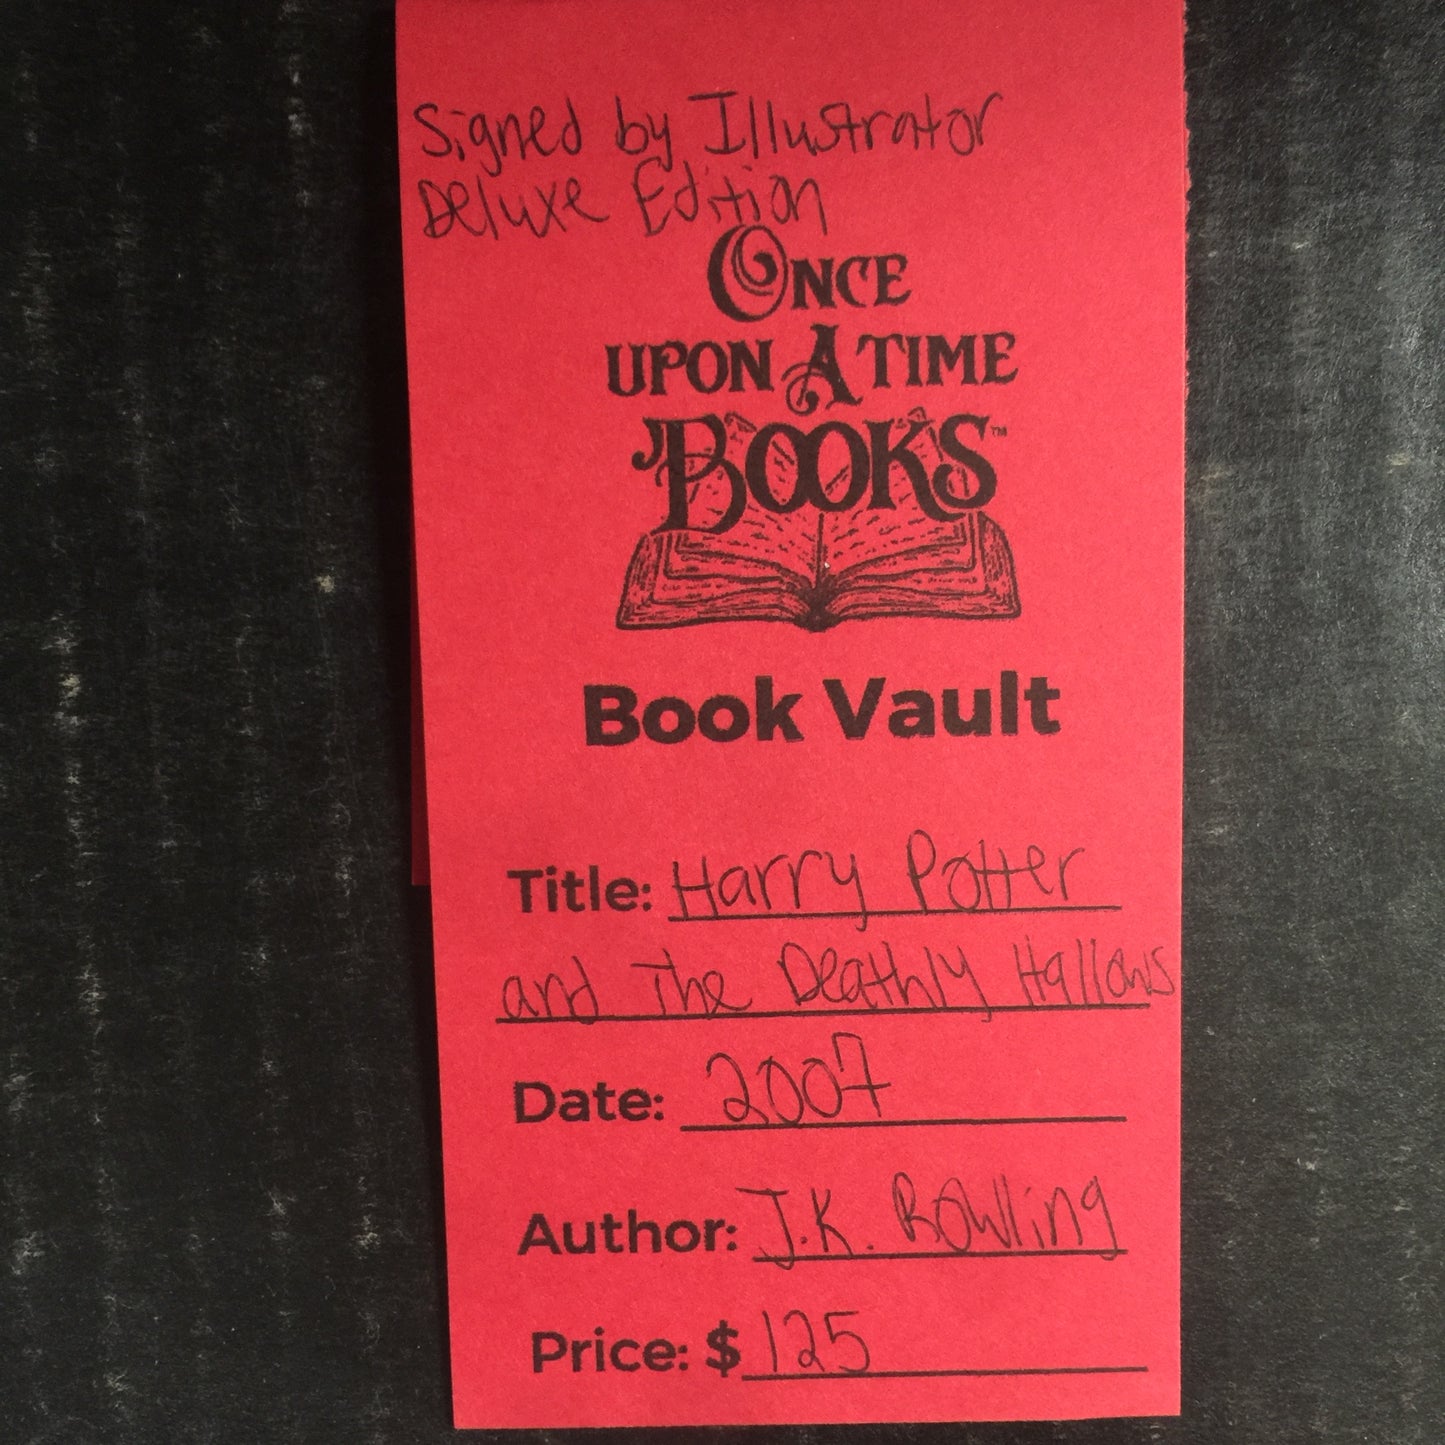 Signed by Illustrator
Deluxe Edition
ONCE
UPON A TIME
BOOKS™
Book Vault
Title: Harry Potter
and The Deathly Hallows
Date: 2007
Author: J.K. Rowling
Price: $ 125